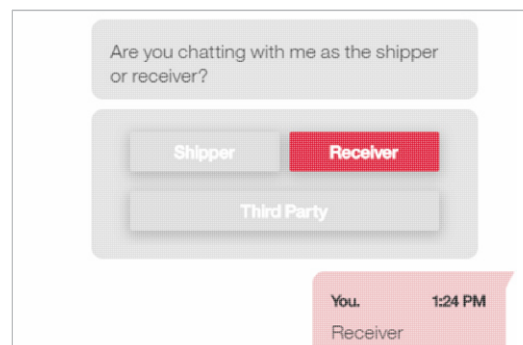 Are you chatting with me as the shipper
or receiver?
Shipper Receiver
Third Party
You. 1:24 PM
Receiver